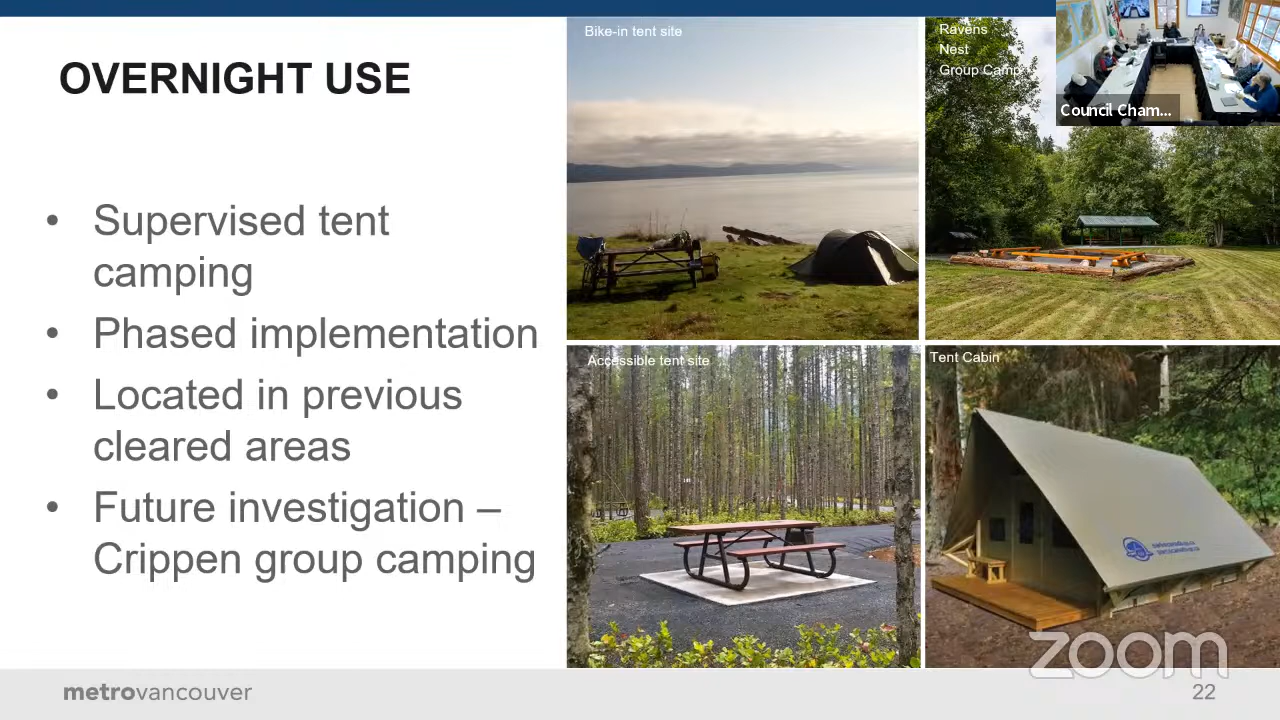 OVERNIGHT USE
• Supervised tent
camping
• Phased implementation
• Located in previous
cleared areas
• Future investigation –
Crippen group camping
Bike-in tent site
Ravens
Nest
Group Camp
Council Cham...
Accessible tent site
Tent Cabin
zoom
metrovancouver
22